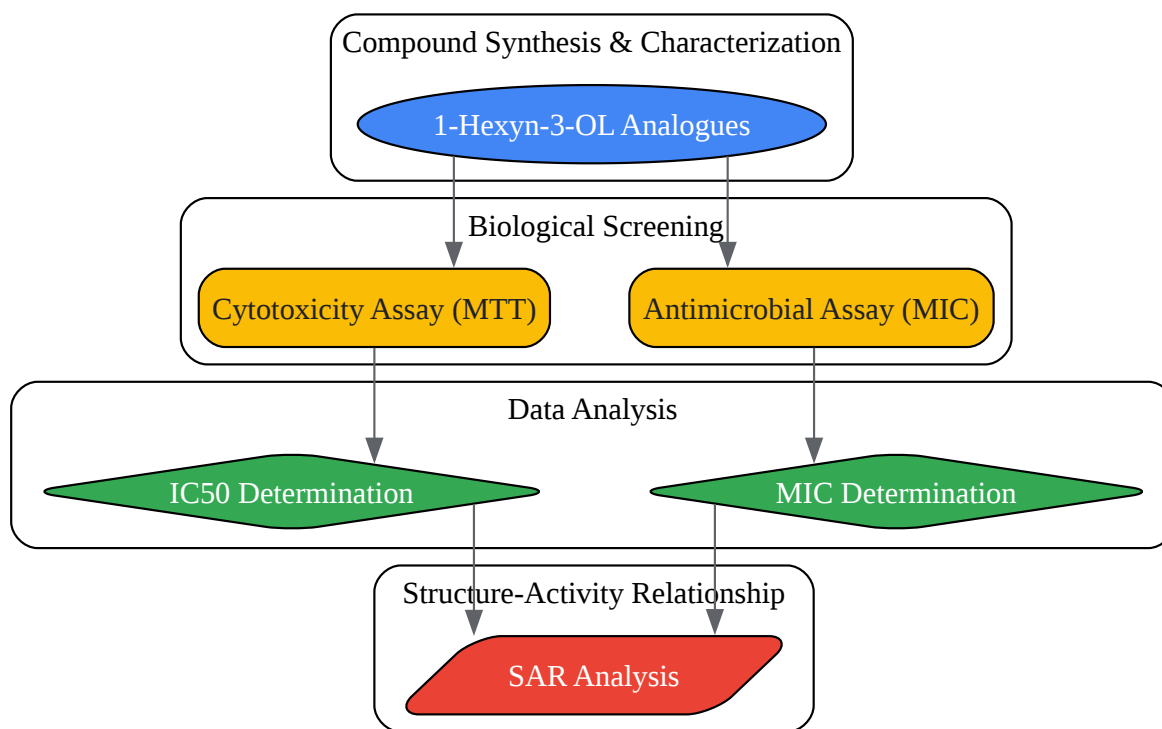 Compound Synthesis & Characterization
1-Hexyn-3-OL Analogues
Biological Screening
Cytotoxicity Assay (MTT)
Antimicrobial Assay (MIC)
Data Analysis
IC50 Determination
MIC Determination
Structure-Activity Relationship
SAR Analysis